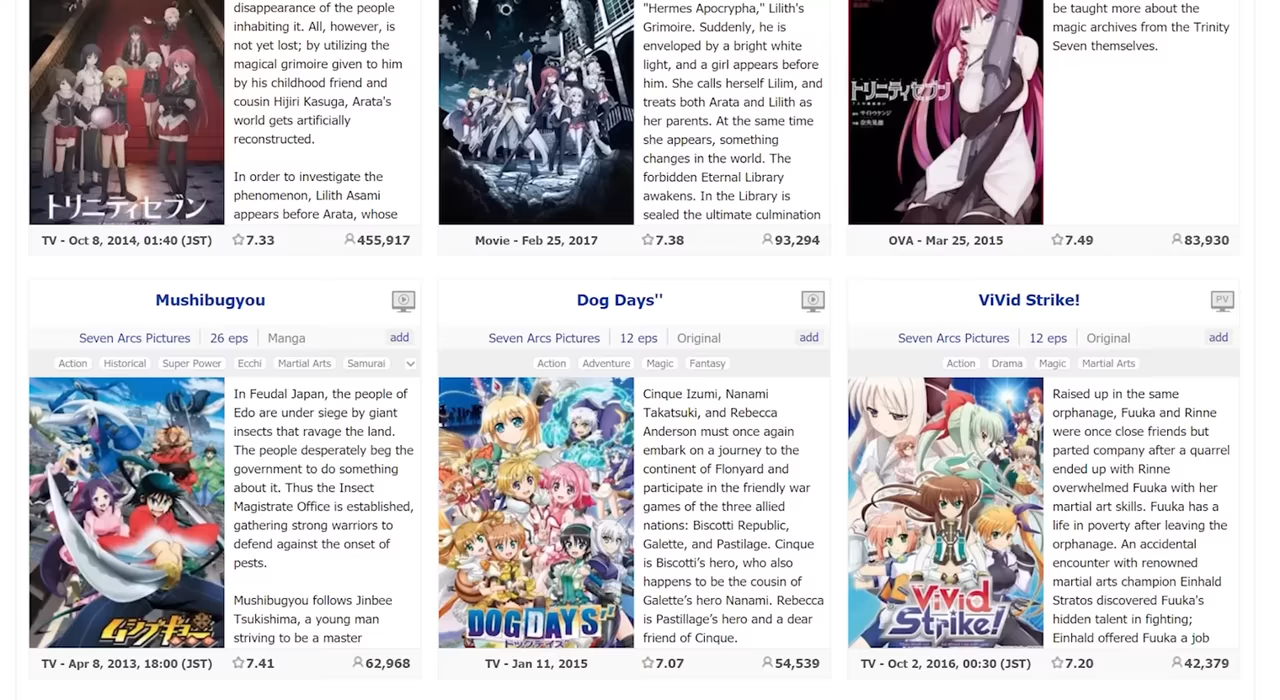 disappearance of the people
inhabiting it. All, however, is
not yet lost; by utilizing the
magical grimoire given to him
by his childhood friend and
cousin Hijiri Kasuga, Arata's
world gets artificially
reconstructed.
In order to investigate the
phenomenon, Lilith Asami
appears before Arata, whose
トリニティセブン
TV - Oct 8, 2014, 01:40 (JST)
7.33
455,917
"Hermes Apocrypha," Lilith's
Grimoire. Suddenly, he is
enveloped by a bright white
light, and a girl appears before
him. She calls herself Lilim, and
treats both Arata and Lilith as
her parents. At the same time
she appears, something
changes in the world. The
forbidden Eternal Library
awakens. In the Library is
sealed the ultimate culmination
Movie - Feb 25, 2017
7.38
93,294
be taught more about the
magic archives from the Trinity
Seven themselves.
トリニティセブン
OVA - Mar 25, 2015
7.49
83,930
Mushibugyou
Seven Arcs Pictures
26 eps
Manga
add
Action
Historical
Super Power
Ecchi
Martial Arts
Samurai
In Feudal Japan, the people of
Edo are under siege by giant
insects that ravage the land.
The people desperately beg the
government to do something
about it. Thus the Insect
Magistrate Office is established,
gathering strong warriors to
defend against the onset of
pests.
Mushibugyou follows Jinbee
Tsukishima, a young man
striving to be a master
ムシブギョー
TV - Apr 8, 2013, 18:00 (JST)
7.41
62,968
Dog Days''
Seven Arcs Pictures
12 eps
Original
add
Action
Adventure
Magic
Fantasy
Cinque Izumi, Nanami
Takatsuki, and Rebecca
Anderson must once again
embark on a journey to the
continent of Flonyard and
participate in the friendly war
games of the three allied
nations: Biscotti Republic,
Galette, and Pastilage. Cinque
is Biscotti's hero, who also
happens to be the cousin of
Galette's hero Nanami. Rebecca
is Pastillage's hero and a dear
friend of Cinque.
DOG DAYS''
ドッグデイズ
TV - Jan 11, 2015
7.07
54,539
ViVid Strike!
PV
Seven Arcs Pictures
12 eps
Original
add
Action
Drama
Magic
Martial Arts
Raised up in the same
orphanage, Fuuka and Rinne
were once close friends but
parted company after a quarrel
ended up with Rinne
overwhelmed Fuuka with her
martial art skills. Fuuka has a
life in poverty after leaving the
orphanage. An accidental
encounter with renowned
martial arts champion Einhald
Stratos discovered Fuuka's
hidden talent in fighting;
Einhald offered Fuuka a job
ViVid
Strike!
TV - Oct 2, 2016, 00:30 (JST)
7.20
42,379